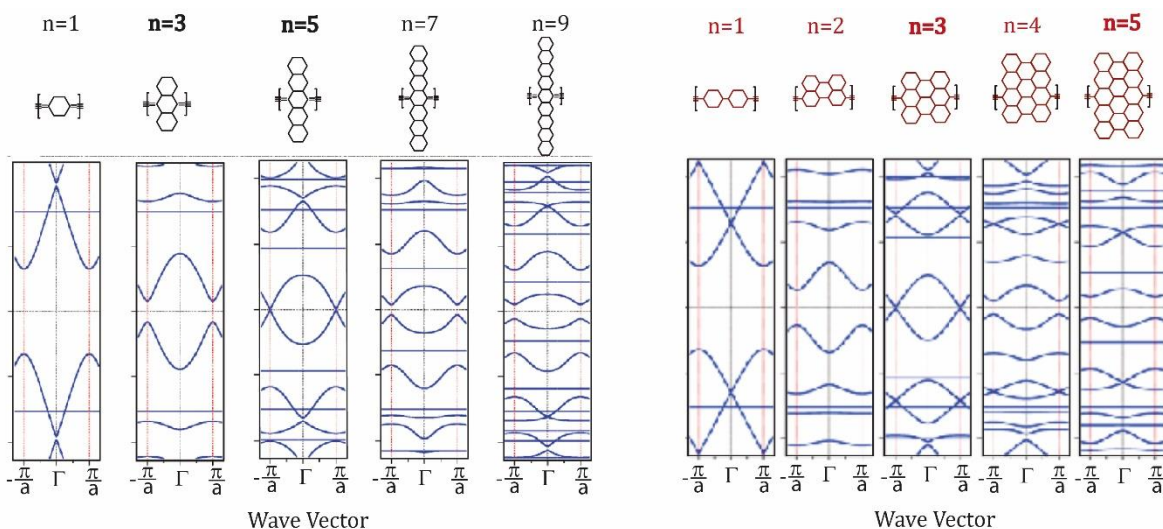 n=1 n=3 n=5 n=7 n=9 n=1 n=2 n=3 n=4 n=5
-π/a Γ π/a -π/a Γ π/a -π/a Γ π/a -π/a Γ π/a -π/a Γ π/a -π/a Γ π/a -π/a Γ π/a -π/a Γ π/a -π/a Γ π/a -π/a Γ π/a
Wave Vector Wave Vector